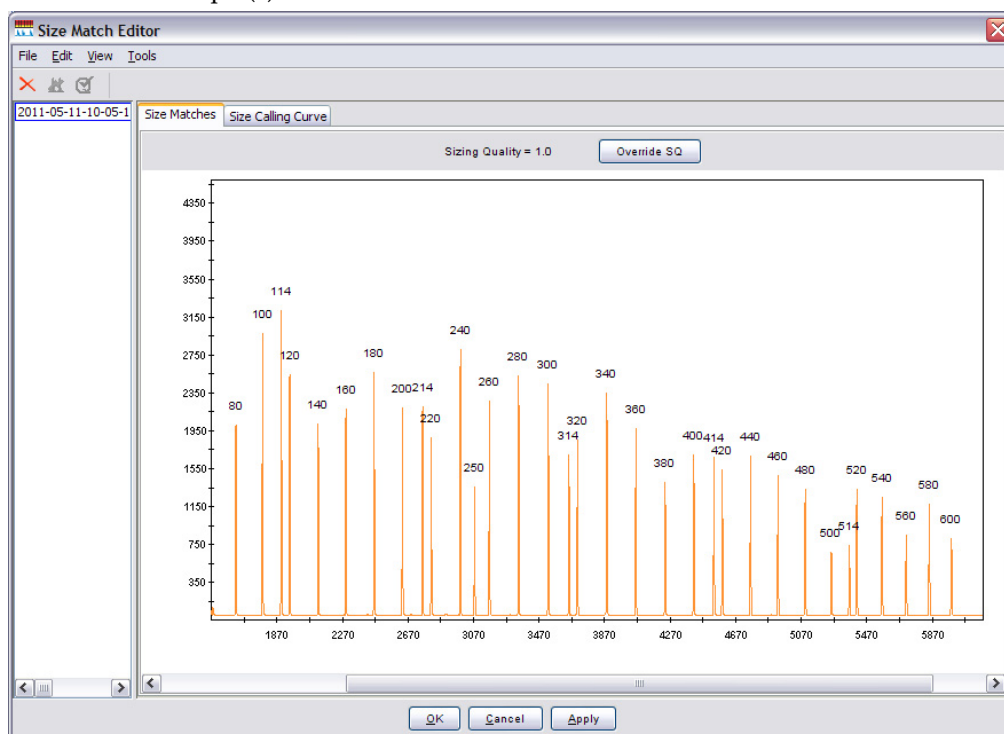 Size Match Editor
File Edit View Tools
2011-05-11-10-05-1
Size Matches Size Calling Curve
Sizing Quality = 1.0 Override SQ
4350
3950
3550
3150
2750
2350
1950
1550
1150
750
350
80 100 114 120 140 160 180 200 214 220 240 250 260 280 300 314 320 340 360 380 400 414 420 440 460 480 500 514 520 540 560 580 600
1870 2270 2670 3070 3470 3870 4270 4670 5070 5470 5870
OK Cancel Apply